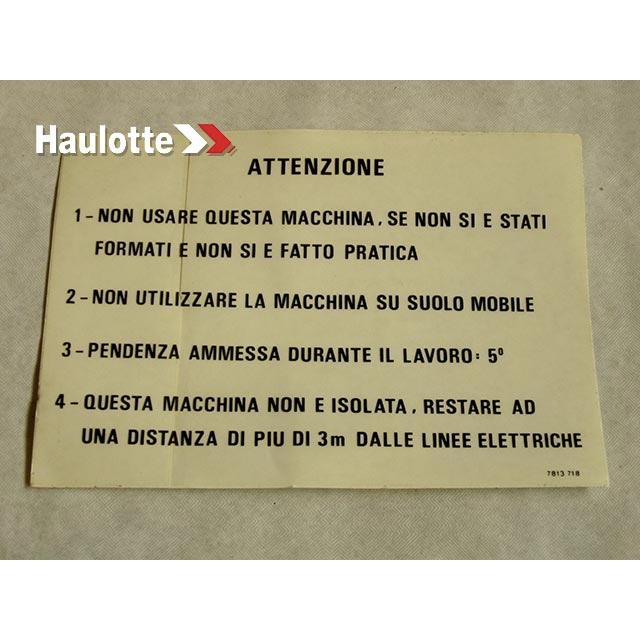 Haulotte
ATTENZIONE
1-NON USARE QUESTA MACCHINA, SE NON SI E STATI
FORMATI E NON SI E FATTO PRATICA
2-NON UTILIZZARE LA MACCHINA SU SUOLO MOBILE
3-PENDENZA AMMESSA DURANTE IL LAVORO: 5º
4-QUESTA MACCHINA NON E ISOLATA, RESTARE AD
UNA DISTANZA DI PIU DI 3m DALLE LINEE ELETTRICHE
7813 718